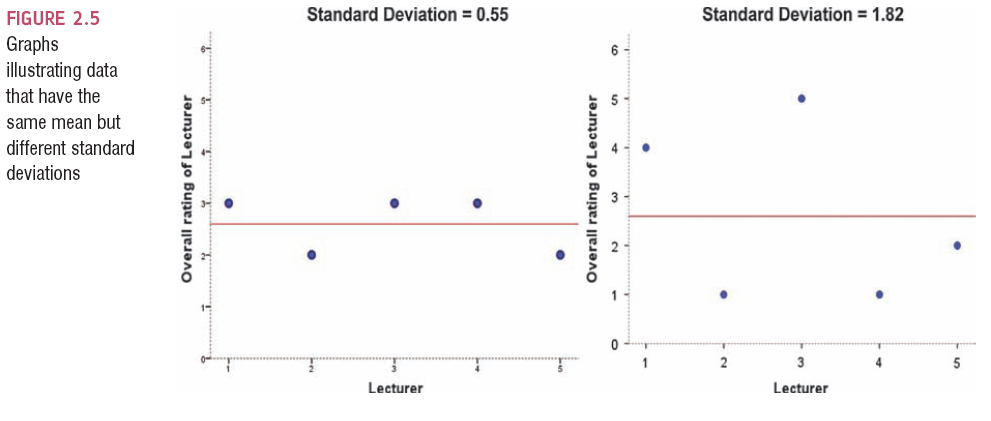 FIGURE 2.5
Graphs
illustrating data
that have the
same mean but
different standard
deviations
Standard Deviation = 0.55
Overall rating of Lecturer
6
5
4
3
2
1
0
1 2 3 4 5
Lecturer
Standard Deviation = 1.82
Overall rating of Lecturer
6
5
4
3
2
1
0
1 2 3 4 5
Lecturer